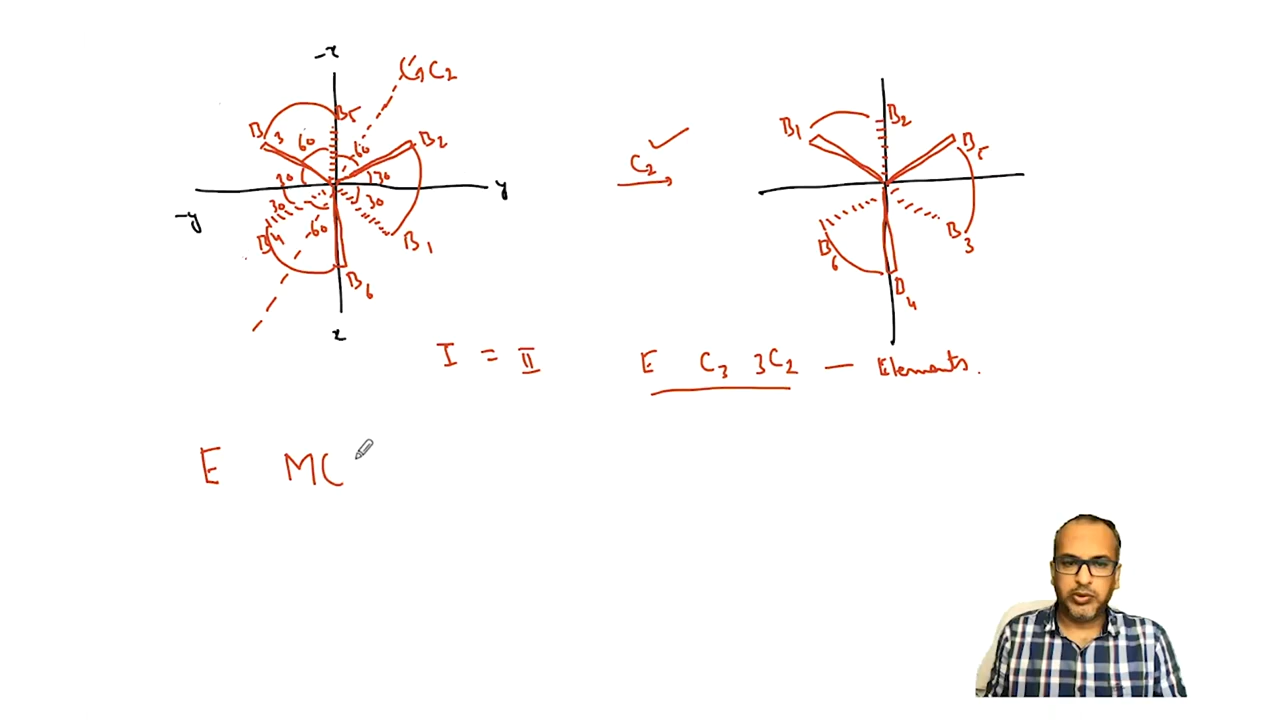 -x
C2
B5
B3
60
60
B2
30
30
y
-y
30
30
60
B4
B1
B6
x
C2
B1
B2
B5
B3
B6
B4
I = II
E C3 3C2 — Elements.
E MC